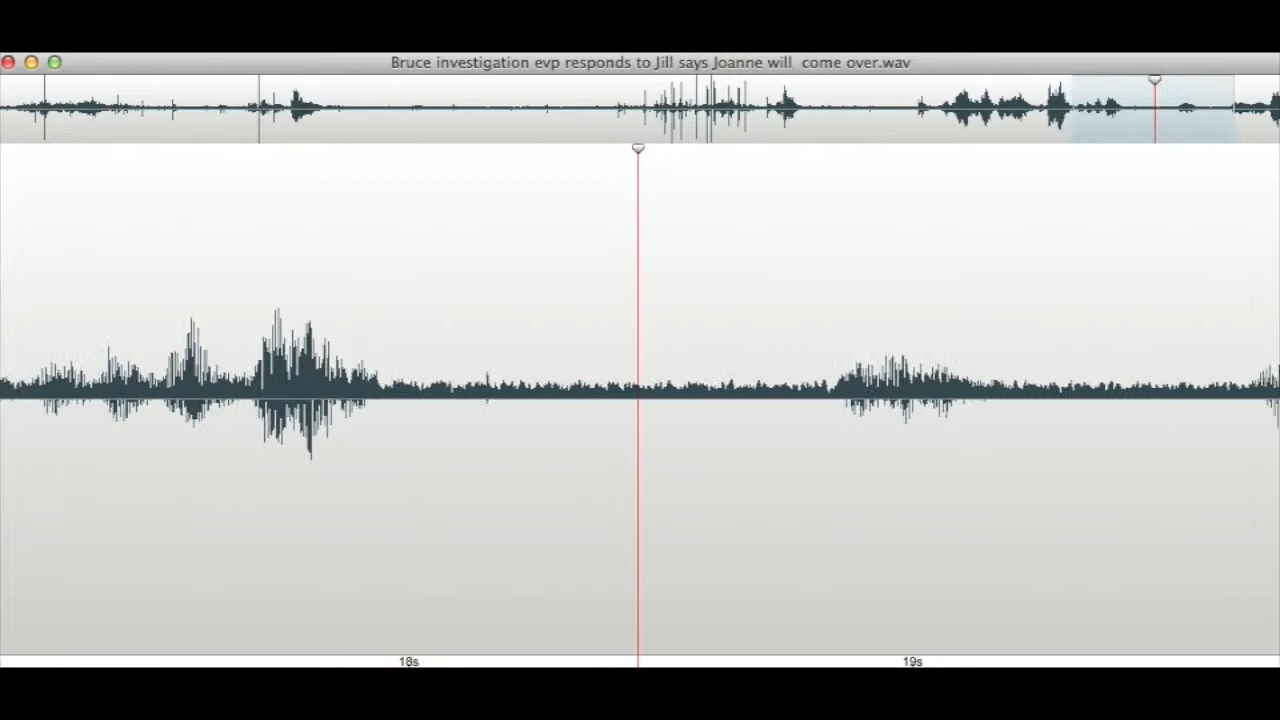 Bruce investigation evp responds to Jill says Joanne will  come over.wav
18s
19s